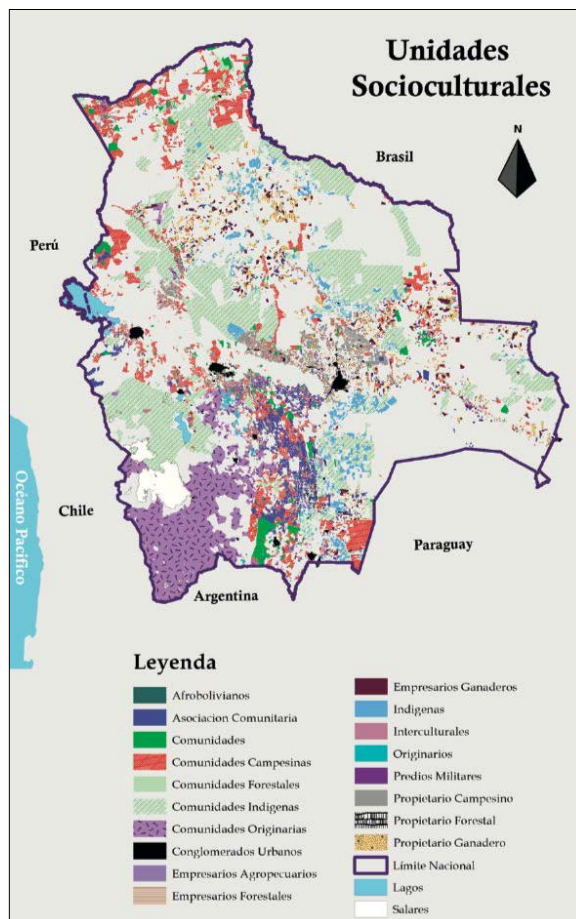 Unidades
Socioculturales
N
Brasil
Perú
Océano Pacifico
Chile
Paraguay
Argentina
Leyenda
Afrobolivianos
Asociacion Comunitaria
Comunidades
Comunidades Campesinas
Comunidades Forestales
Comunidades Indigenas
Comunidades Originarias
Conglomerados Urbanos
Empresarios Agropecuarios
Empresarios Forestales
Empresarios Ganaderos
Indigenas
Interculturales
Originarios
Predios Militares
Propietario Campesino
Propietario Forestal
Propietario Ganadero
Límite Nacional
Lagos
Salares